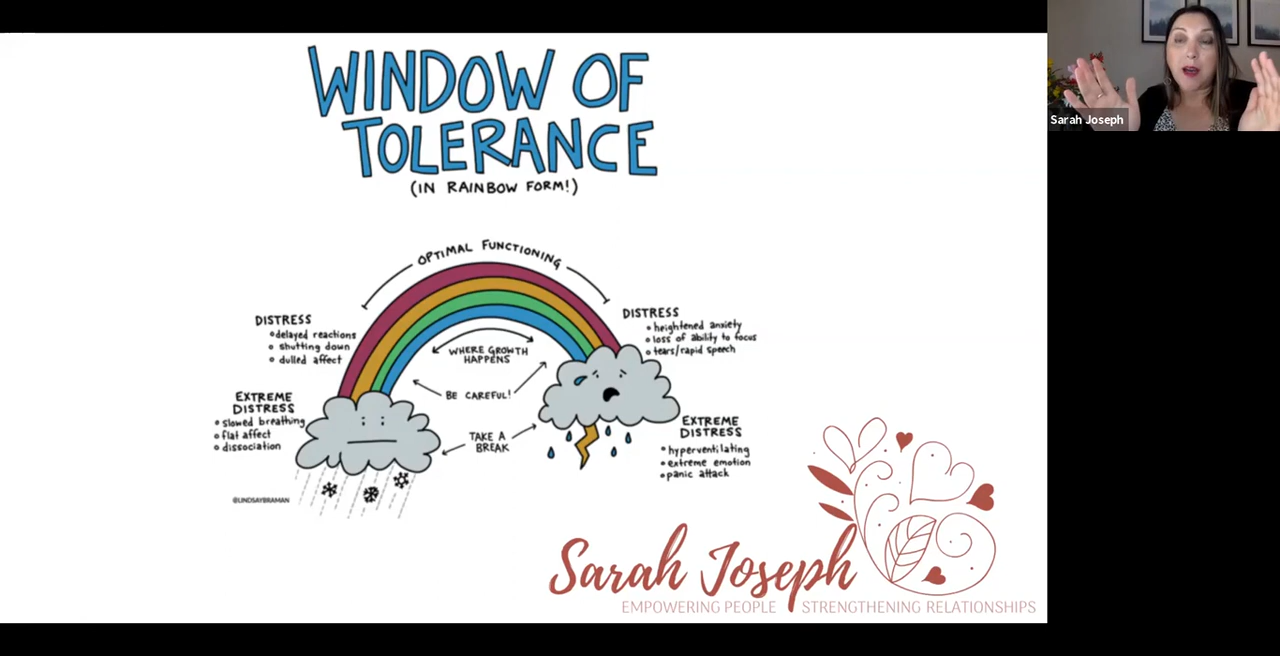 WINDOW OF
TOLERANCE
(IN RAINBOW FORM!)
OPTIMAL FUNCTIONING
DISTRESS
delayed reactions
shutting down
dulled affect
DISTRESS
heightened anxiety
loss of ability to focus
tears/rapid speech
WHERE GROWTH
HAPPENS
BE CAREFUL!
EXTREME
DISTRESS
slowed breathing
flat affect
dissociation
TAKE A
BREAK
EXTREME
DISTRESS
hyperventilating
extreme emotion
panic attack
@LINDSAYBRAMAN
Sarah Joseph
EMPOWERING PEOPLE STRENGTHENING RELATIONSHIPS
Sarah Joseph